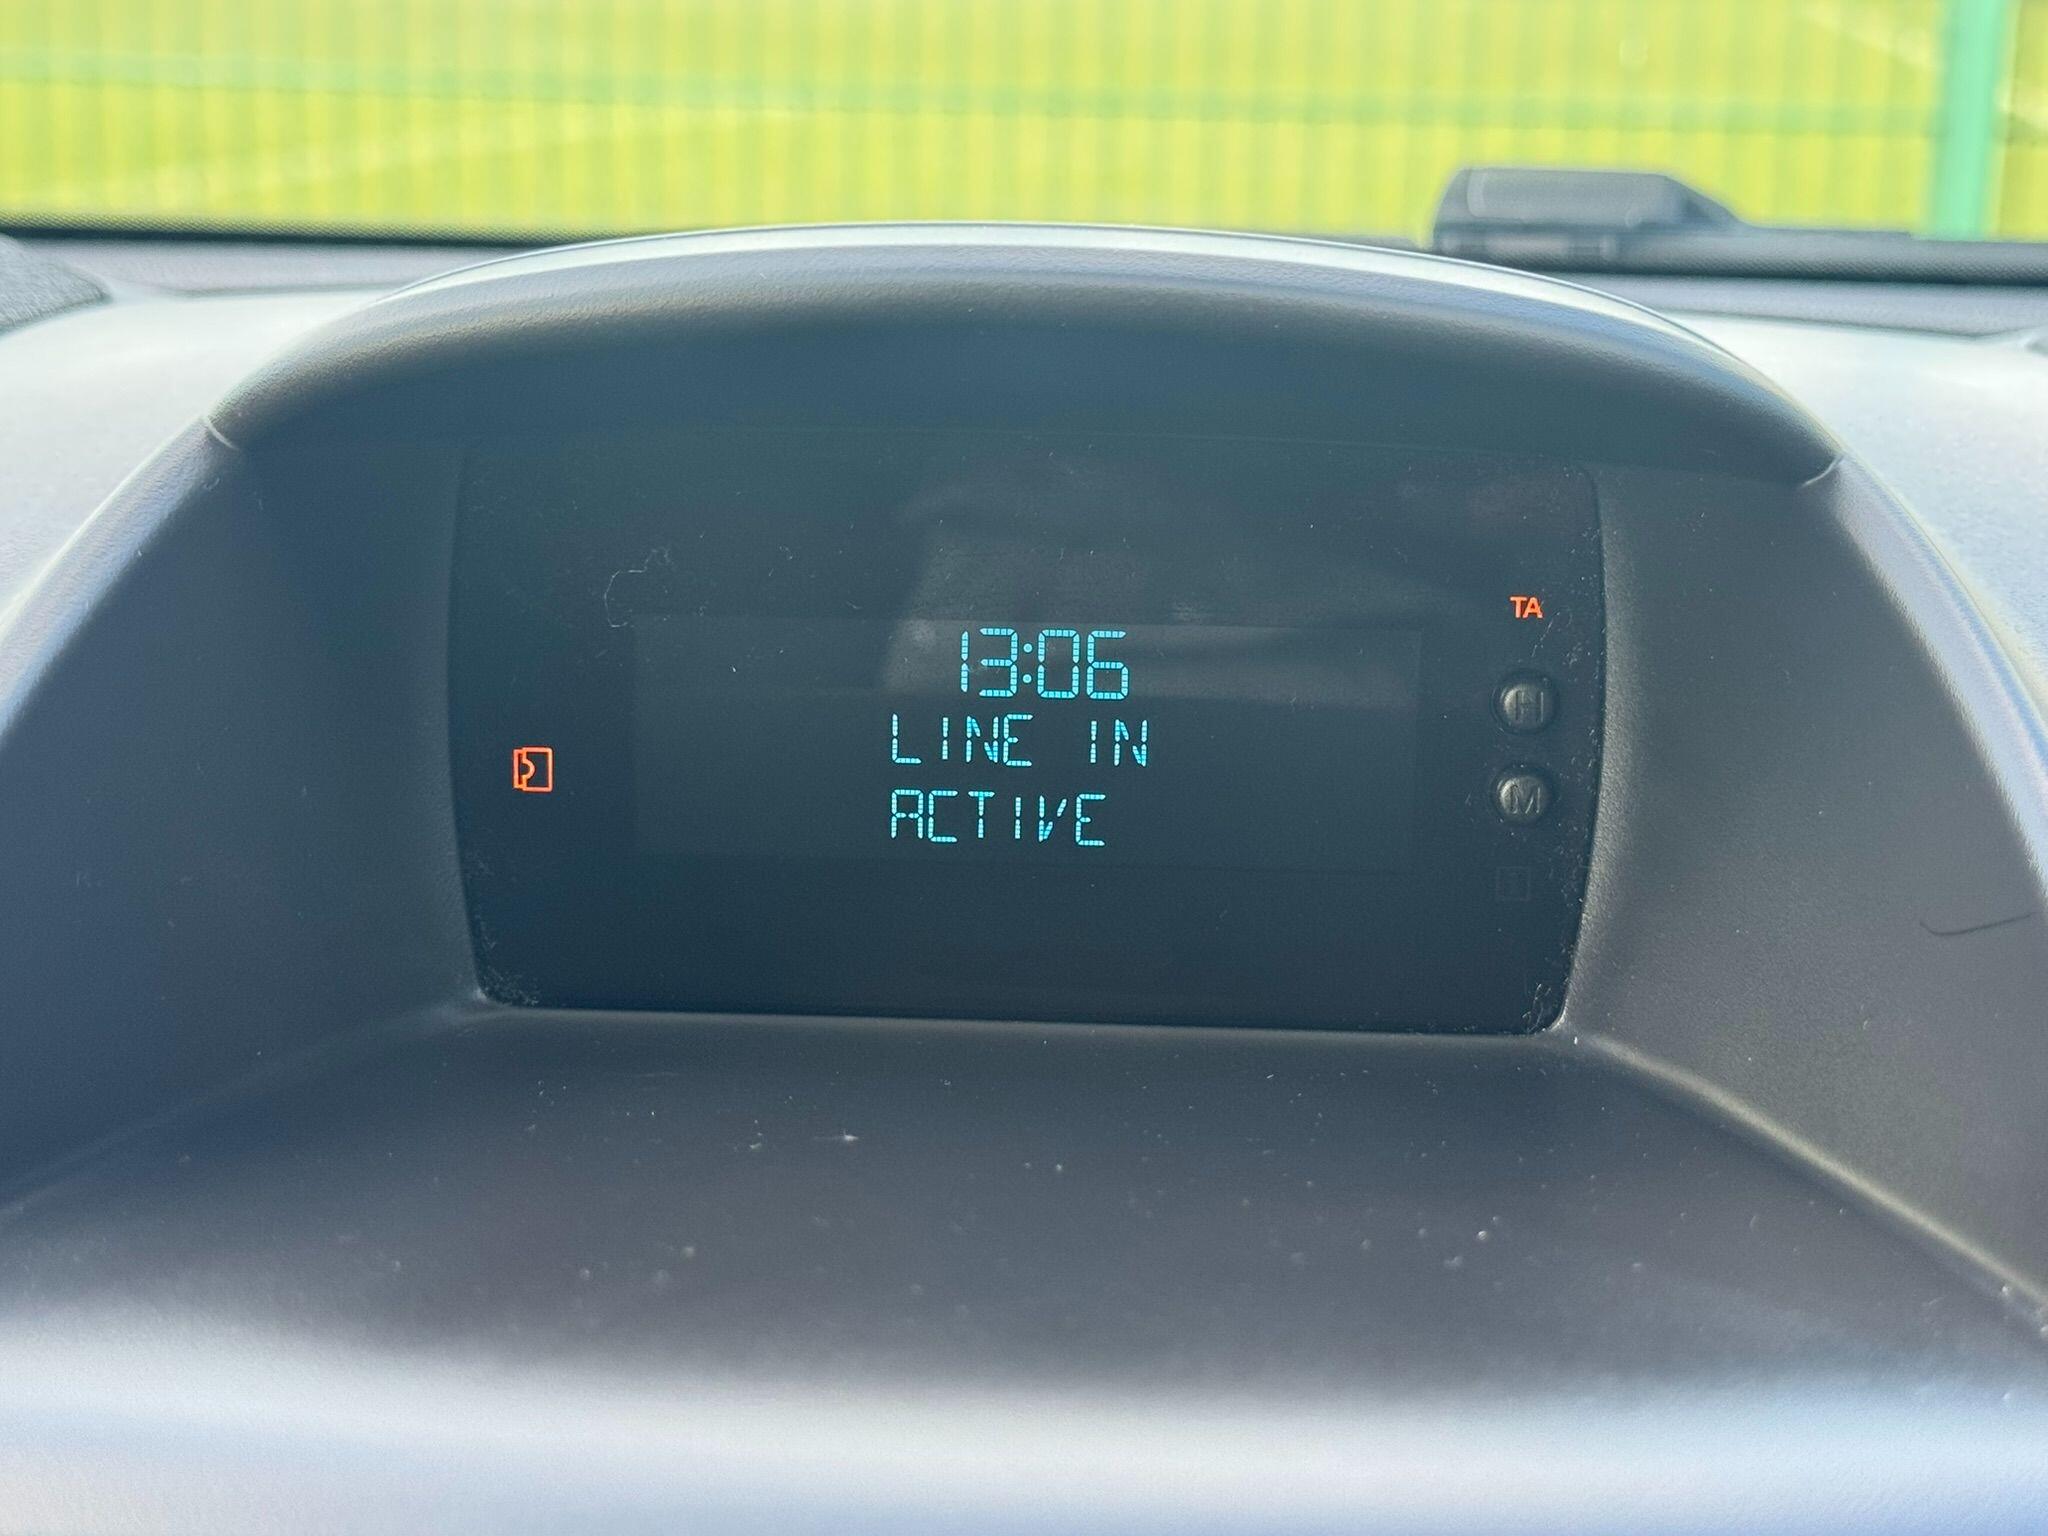 TA
13:06
H
LINE IN
M
ACTIVE